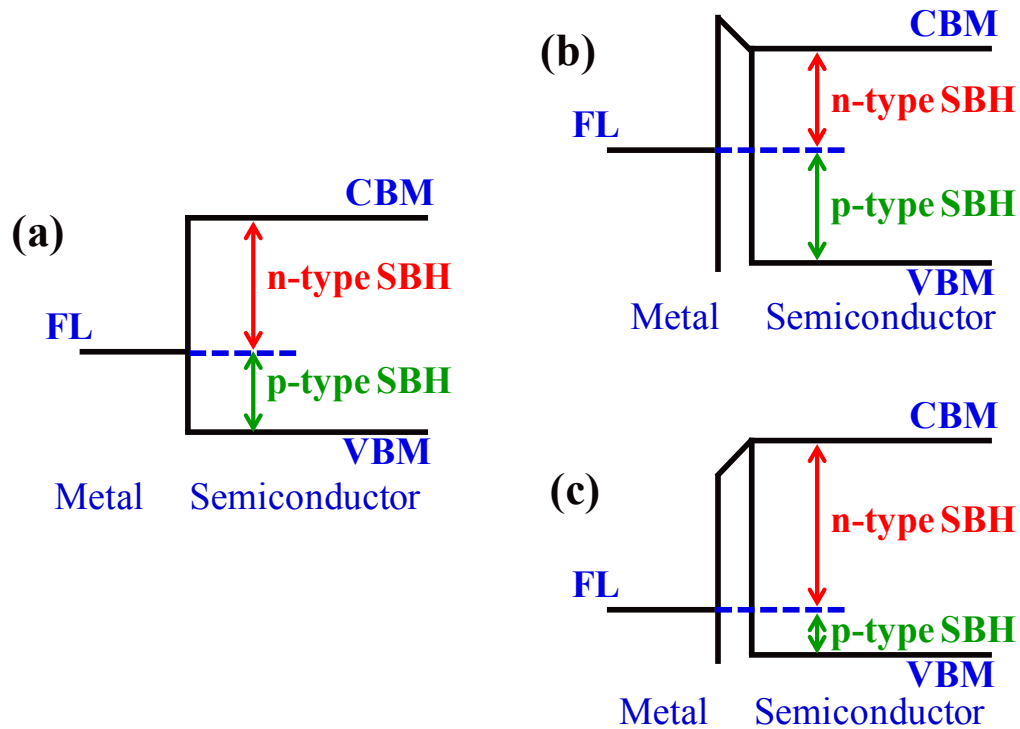 (a)
CBM
n-type SBH
FL
p-type SBH
VBM
Metal Semiconductor
(b)
CBM
n-type SBH
FL
p-type SBH
VBM
Metal Semiconductor
(c)
CBM
n-type SBH
FL
p-type SBH
VBM
Metal Semiconductor